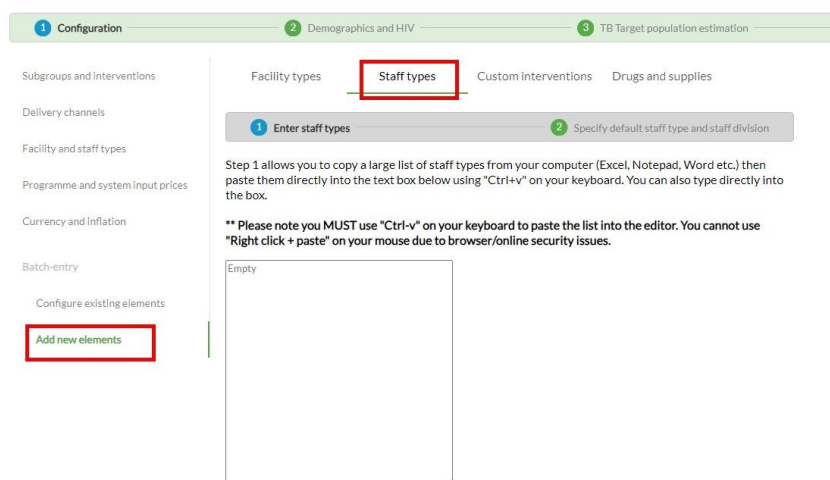 1 Configuration 2 Demographics and HIV 3 TB Target population estimation
Subgroups and interventions
Delivery channels
Facility and staff types
Programme and system input prices
Currency and inflation
Batch-entry
Configure existing elements
Add new elements
Facility types Staff types Custom interventions Drugs and supplies
1 Enter staff types 2 Specify default staff type and staff division
Step 1 allows you to copy a large list of staff types from your computer (Excel, Notepad, Word etc.) then
paste them directly into the text box below using "Ctrl+v" on your keyboard. You can also type directly into
the box.
** Please note you MUST use "Ctrl-v" on your keyboard to paste the list into the editor. You cannot use
"Right click + paste" on your mouse due to browser/online security issues.
Empty